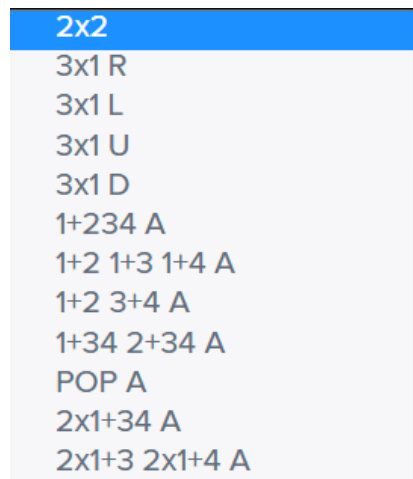 2x2
3x1 R
3x1 L
3x1 U
3x1 D
1+234 A
1+2 1+3 1+4 A
1+2 3+4 A
1+34 2+34 A
POP A
2x1+34 A
2x1+3 2x1+4 A